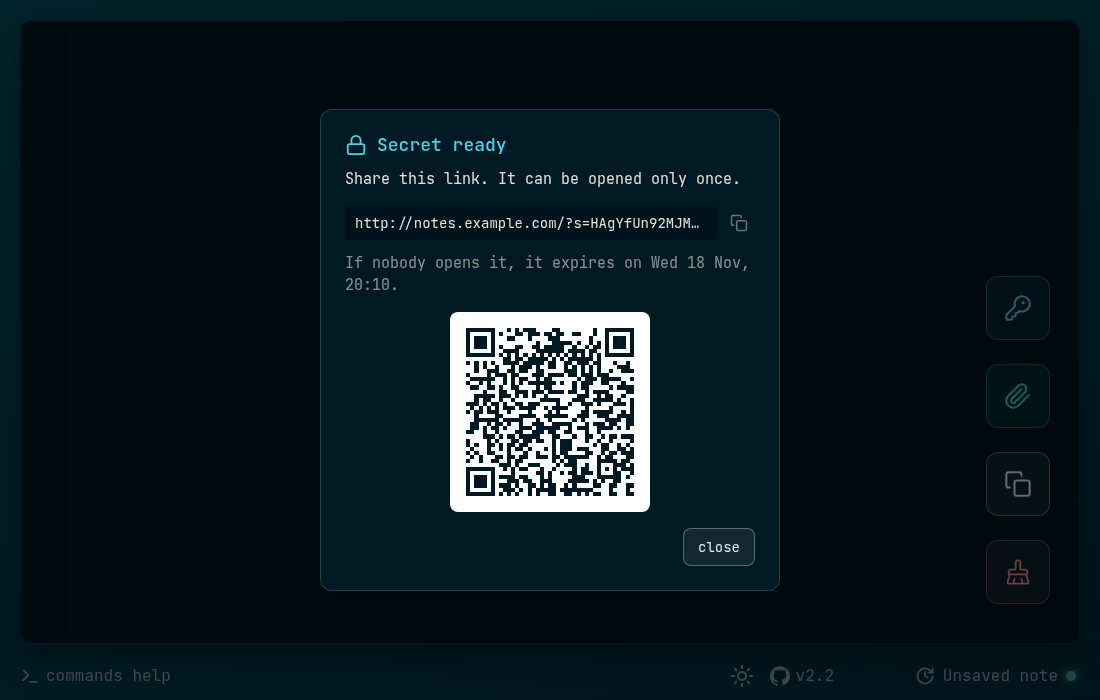 Secret ready
Share this link. It can be opened only once.
http://notes.example.com/?s=HAgYfUn92MJM…
If nobody opens it, it expires on Wed 18 Nov,
20:10.
close
commands help
v2.2
Unsaved note